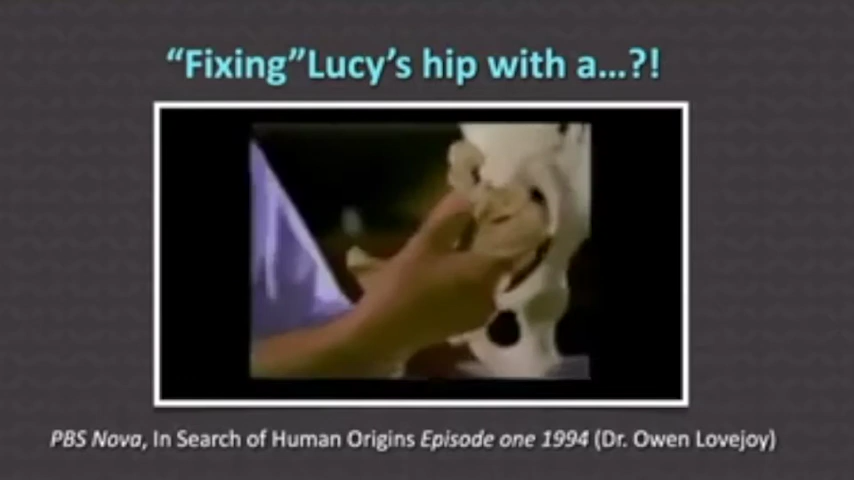 “Fixing”Lucy’s hip with a...?!
PBS Nova, In Search of Human Origins Episode one 1994 (Dr. Owen Lovejoy)